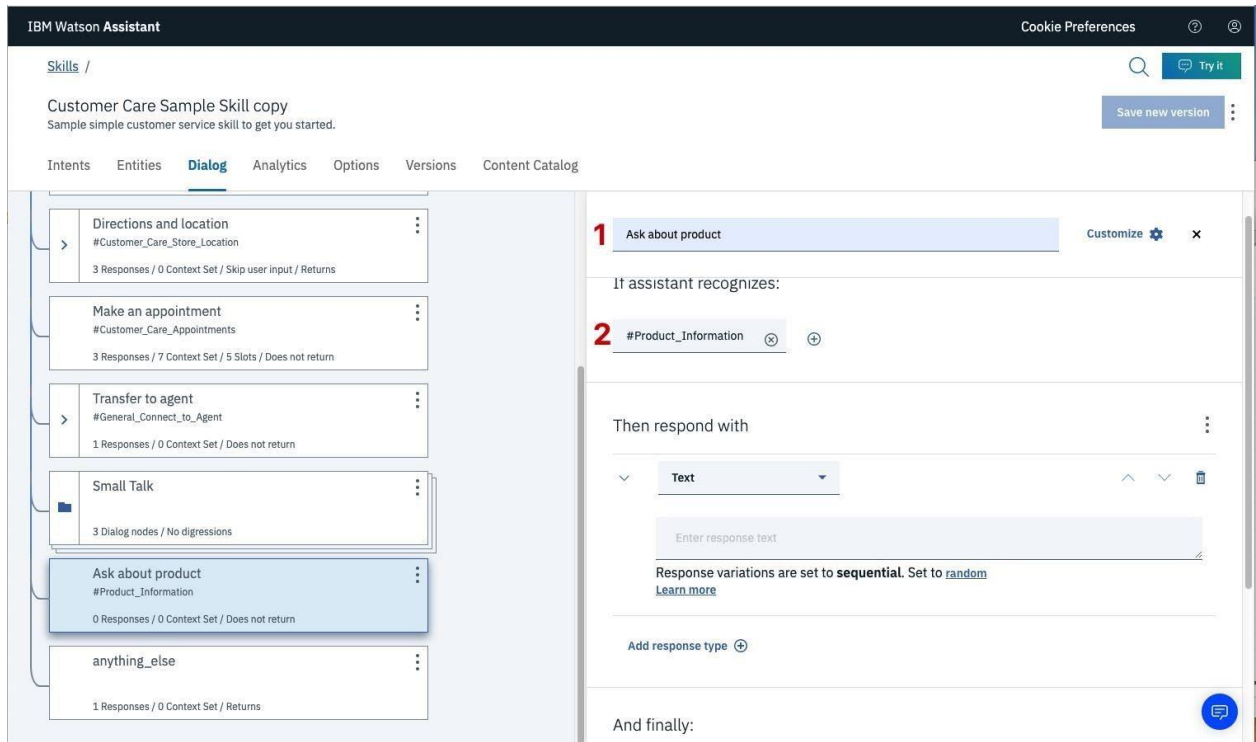 IBM Watson Assistant
Cookie Preferences
Skills /
Try it
Customer Care Sample Skill copy
Sample simple customer service skill to get you started.
Save new version
Intents Entities Dialog Analytics Options Versions Content Catalog
Directions and location
#Customer_Care_Store_Location
3 Responses / 0 Context Set / Skip user input / Returns
Make an appointment
#Customer_Care_Appointments
3 Responses / 7 Context Set / 5 Slots / Does not return
Transfer to agent
#General_Connect_to_Agent
1 Responses / 0 Context Set / Does not return
Small Talk
3 Dialog nodes / No digressions
Ask about product
#Product_Information
0 Responses / 0 Context Set / Does not return
anything_else
1 Responses / 0 Context Set / Returns
1 Ask about product
Customize
If assistant recognizes:
2 #Product_Information
Then respond with
Text
Enter response text
Response variations are set to sequential. Set to random
Learn more
Add response type
And finally: